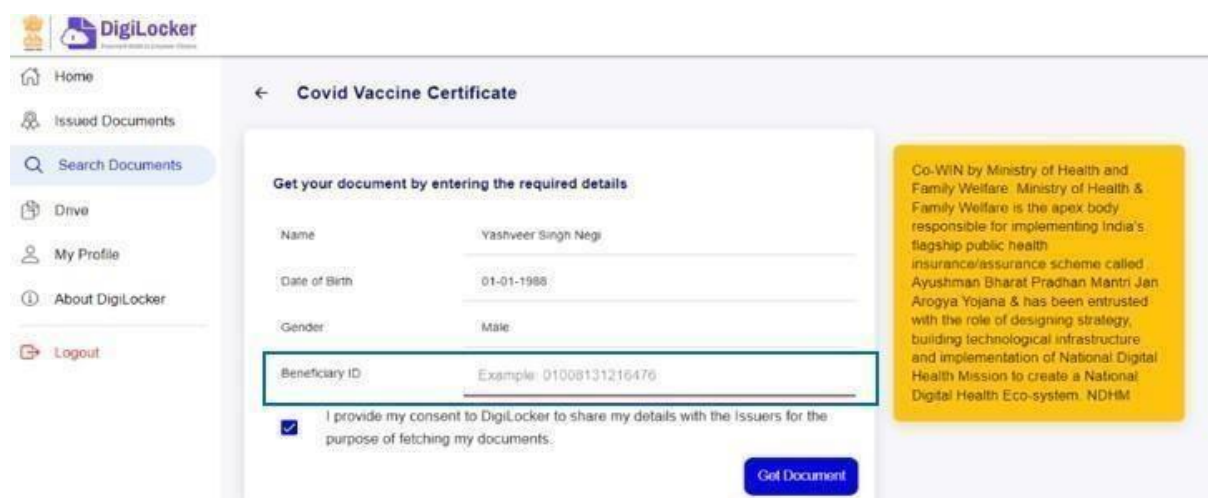 DigiLocker
Home
Issued Documents
Search Documents
Drive
My Profile
About DigiLocker
Logout
← Covid Vaccine Certificate
Get your document by entering the required details
Name Yashveer Singh Negi
Date of Birth 01-01-1988
Gender Male
Beneficiary ID Example: 01008131216476
I provide my consent to DigiLocker to share my details with the Issuers for the
purpose of fetching my documents.
Get Document
Co-WIN by Ministry of Health and
Family Welfare. Ministry of Health &
Family Welfare is the apex body
responsible for implementing India's
flagship public health
insurance/assurance scheme called
Ayushman Bharat Pradhan Mantri Jan
Arogya Yojana & has been entrusted
with the role of designing strategy,
building technological infrastructure
and implementation of National Digital
Health Mission to create a National
Digital Health Eco-system. NDHM